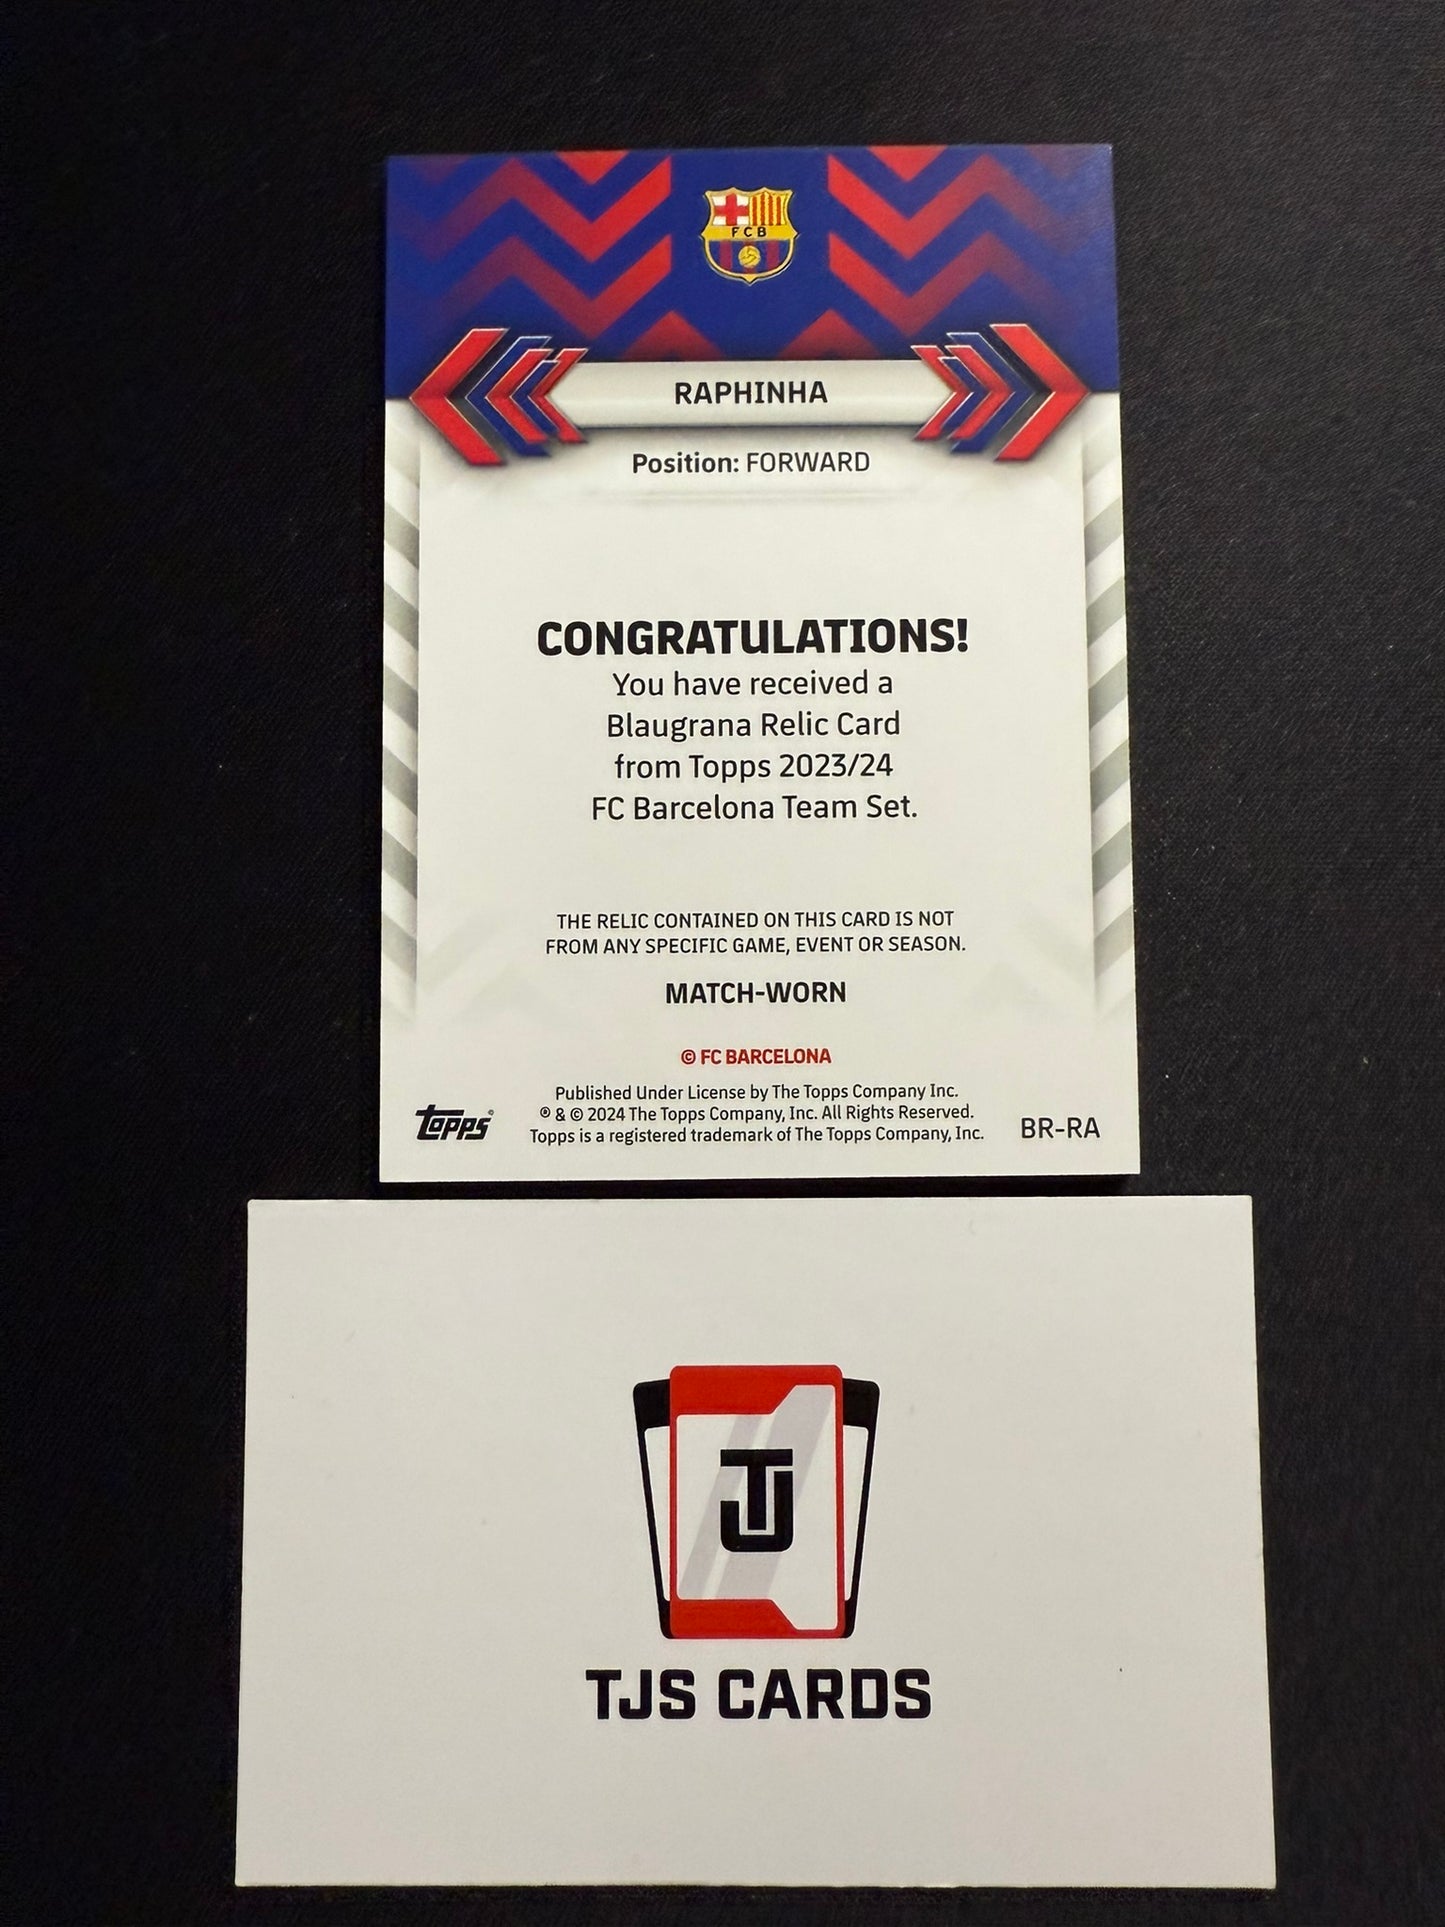 FCB
RAPHINHA
Position: FORWARD
CONGRATULATIONS!
You have received a
Blaugrana Relic Card
from Topps 2023/24
FC Barcelona Team Set.
THE RELIC CONTAINED ON THIS CARD IS NOT
FROM ANY SPECIFIC GAME, EVENT OR SEASON.
MATCH-WORN
© FC BARCELONA
Published Under License by The Topps Company Inc.
® & © 2024 The Topps Company, Inc. All Rights Reserved.
Topps is a registered trademark of The Topps Company, Inc.
Topps®
BR-RA
TJ
TJS CARDS